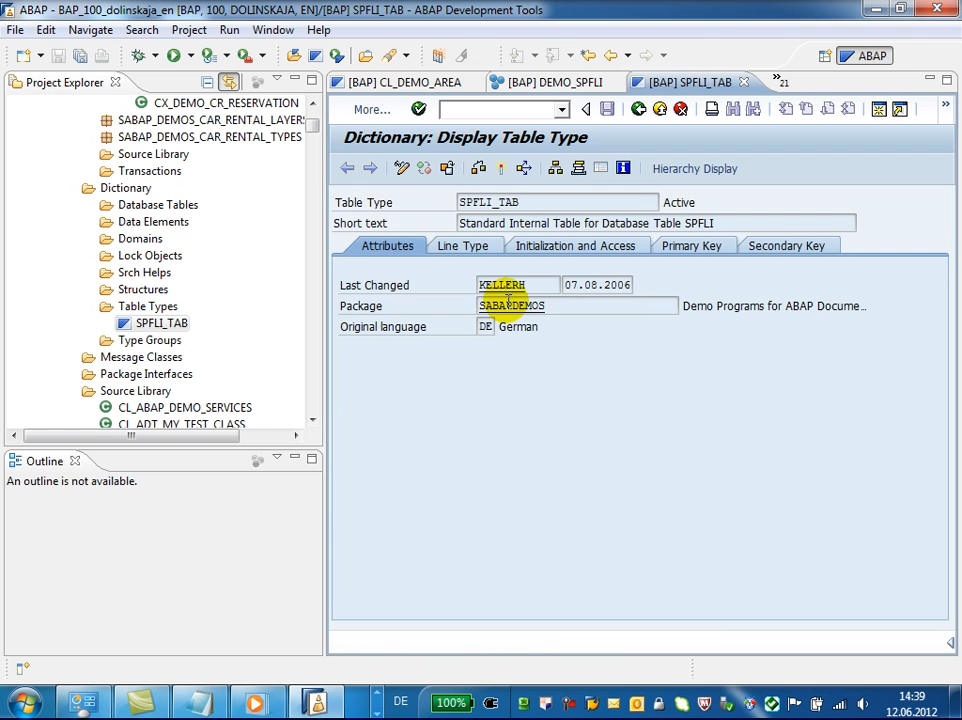 ABAP - BAP_100_dolinskaja_en [BAP, 100, DOLINSKAJA, EN]/[BAP] SPFLI_TAB - ABAP Development Tools
File Edit Navigate Search Project Run Window Help
ABAP
Project Explorer
[BAP] CL_DEMO_AREA [BAP] DEMO_SPFLI [BAP] SPFLI_TAB 21
CX_DEMO_CR_RESERVATION
SABAP_DEMOS_CAR_RENTAL_LAYER
SABAP_DEMOS_CAR_RENTAL_TYPES
Source Library
Transactions
Dictionary
Database Tables
Data Elements
Domains
Lock Objects
Srch Helps
Structures
Table Types
SPFLI_TAB
Type Groups
Message Classes
Package Interfaces
Source Library
CL_ABAP_DEMO_SERVICES
CL_ADT_MY_TEST_CLASS
More...
Dictionary: Display Table Type
Hierarchy Display
Table Type SPFLI_TAB Active
Short text Standard Internal Table for Database Table SPFLI
Attributes Line Type Initialization and Access Primary Key Secondary Key
Last Changed KELLERH 07.08.2006
Package SABAPDEMOS Demo Programs for ABAP Docume..
Original language DE German
Outline
An outline is not available.
DE 100% 14:39
12.06.2012